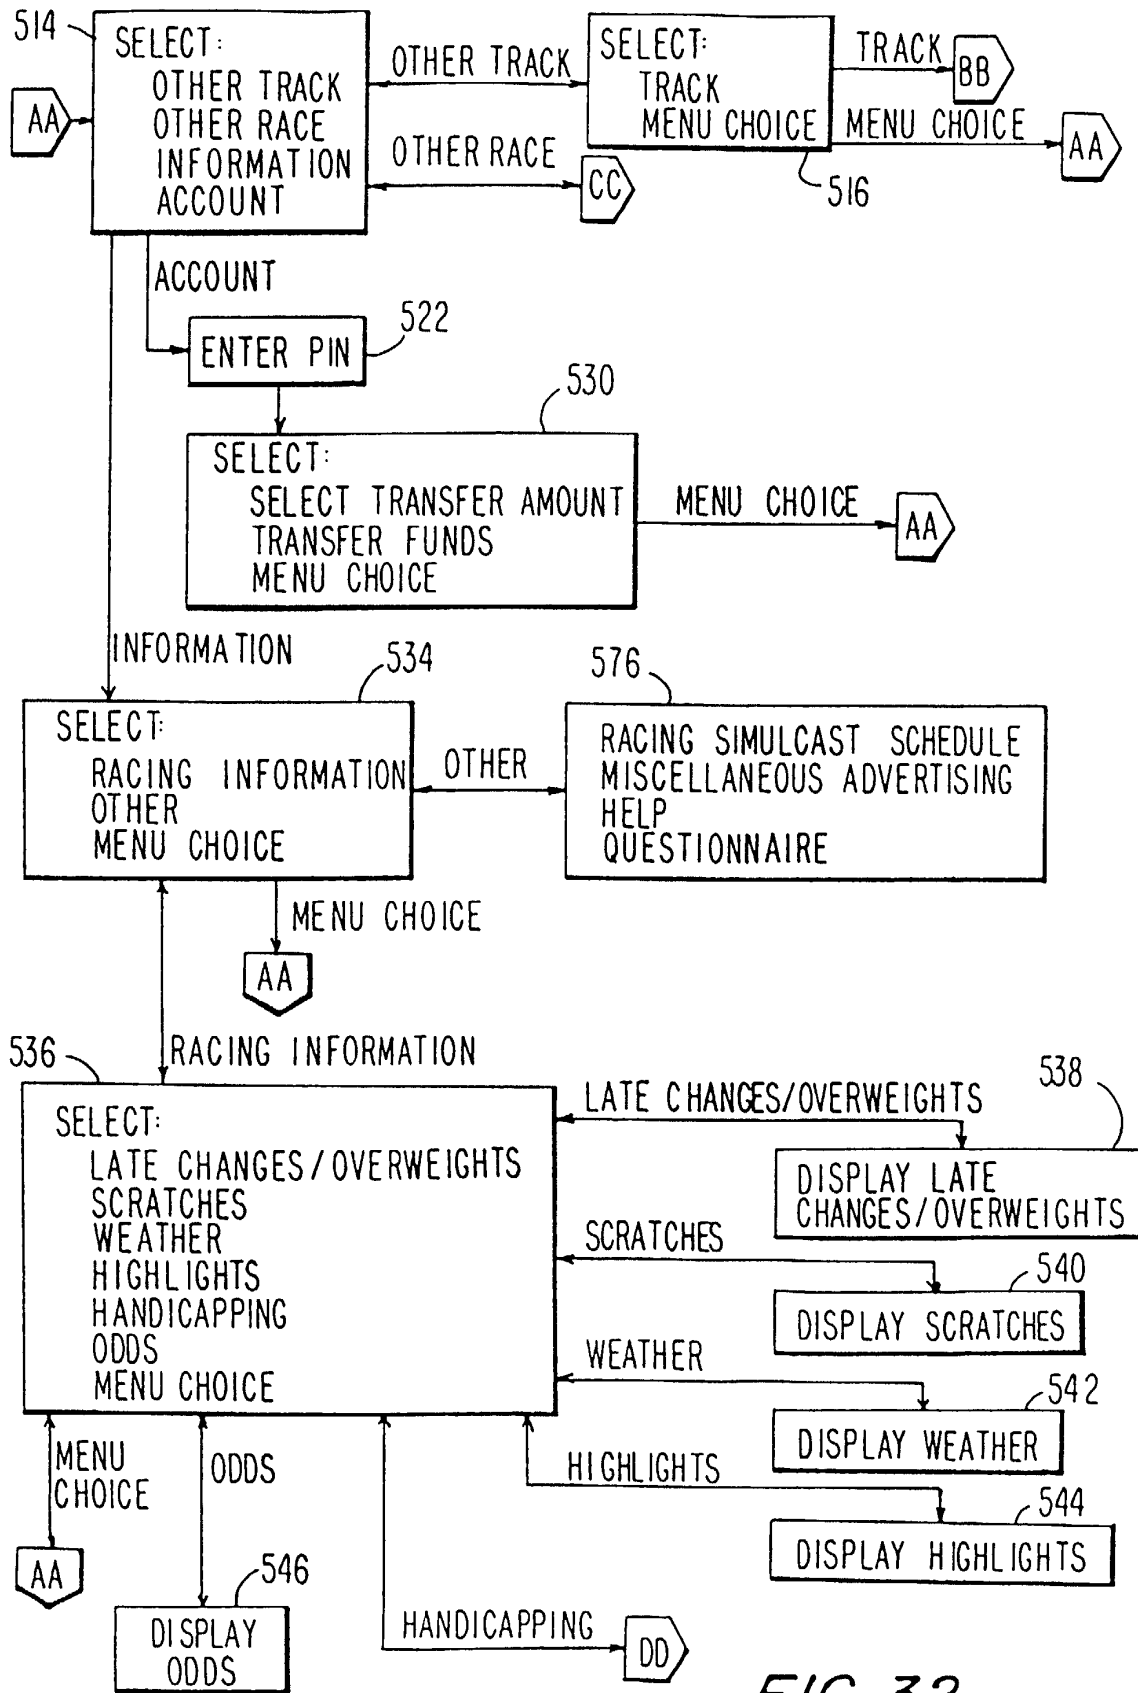 514
SELECT:
OTHER TRACK
OTHER RACE
INFORMATION
ACCOUNT
AA
OTHER TRACK
SELECT:
TRACK
MENU CHOICE
TRACK
BB
MENU CHOICE
AA
516
OTHER RACE
CC
ACCOUNT
ENTER PIN
522
530
SELECT:
SELECT TRANSFER AMOUNT
TRANSFER FUNDS
MENU CHOICE
MENU CHOICE
AA
INFORMATION
534
SELECT:
RACING INFORMATION
OTHER
MENU CHOICE
OTHER
576
RACING SIMULCAST SCHEDULE
MISCELLANEOUS ADVERTISING
HELP
QUESTIONNAIRE
MENU CHOICE
AA
RACING INFORMATION
536
SELECT:
LATE CHANGES/OVERWEIGHTS
SCRATCHES
WEATHER
HIGHLIGHTS
HANDICAPPING
ODDS
MENU CHOICE
LATE CHANGES/OVERWEIGHTS
538
DISPLAY LATE
CHANGES/OVERWEIGHTS
SCRATCHES
540
DISPLAY SCRATCHES
WEATHER
542
DISPLAY WEATHER
HIGHLIGHTS
544
DISPLAY HIGHLIGHTS
MENU
CHOICE
AA
ODDS
546
DISPLAY
ODDS
HANDICAPPING
DD
FIG. 32